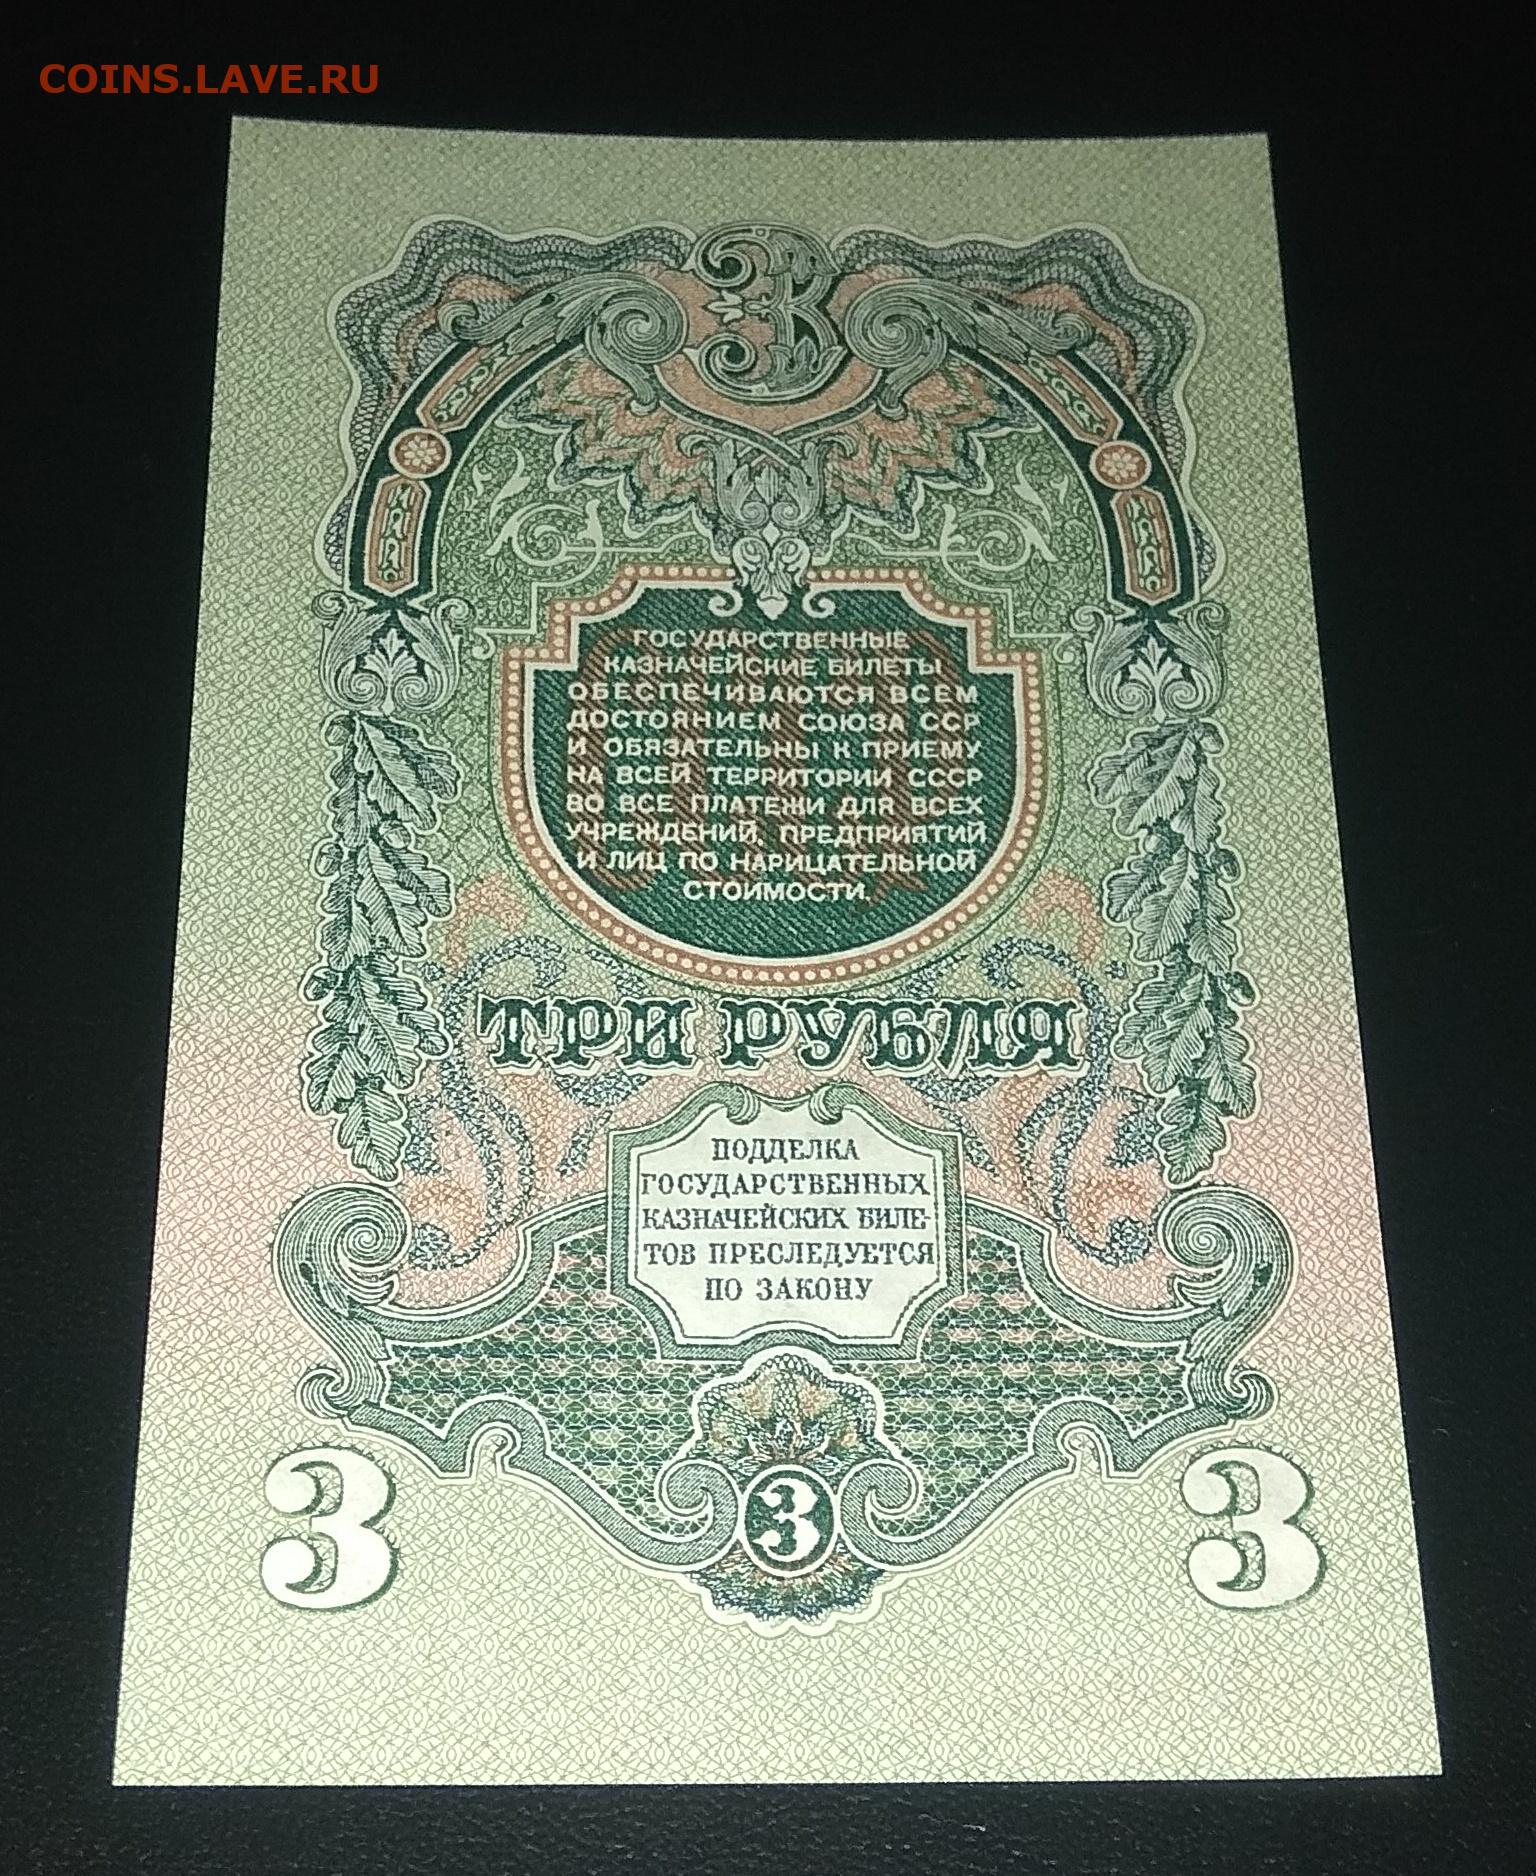 COINS.LAVE.RU
3
ГОСУДАРСТВЕННЫЕ
КАЗНАЧЕЙСКИЕ БИЛЕТЫ
ОБЕСПЕЧИВАЮТСЯ ВСЕМ
ДОСТОЯНИЕМ СОЮЗА ССР
И ОБЯЗАТЕЛЬНЫ К ПРИЕМУ
НА ВСЕЙ ТЕРРИТОРИИ СССР
ВО ВСЕ ПЛАТЕЖИ ДЛЯ ВСЕХ
УЧРЕЖДЕНИЙ, ПРЕДПРИЯТИЙ
И ЛИЦ ПО НАРИЦАТЕЛЬНОЙ
СТОИМОСТИ.
ТРИ РУБЛЯ
ПОДДЕЛКА
ГОСУДАРСТВЕННЫХ
КАЗНАЧЕЙСКИХ БИЛЕ-
ТОВ ПРЕСЛЕДУЕТСЯ
ПО ЗАКОНУ
3 3 3